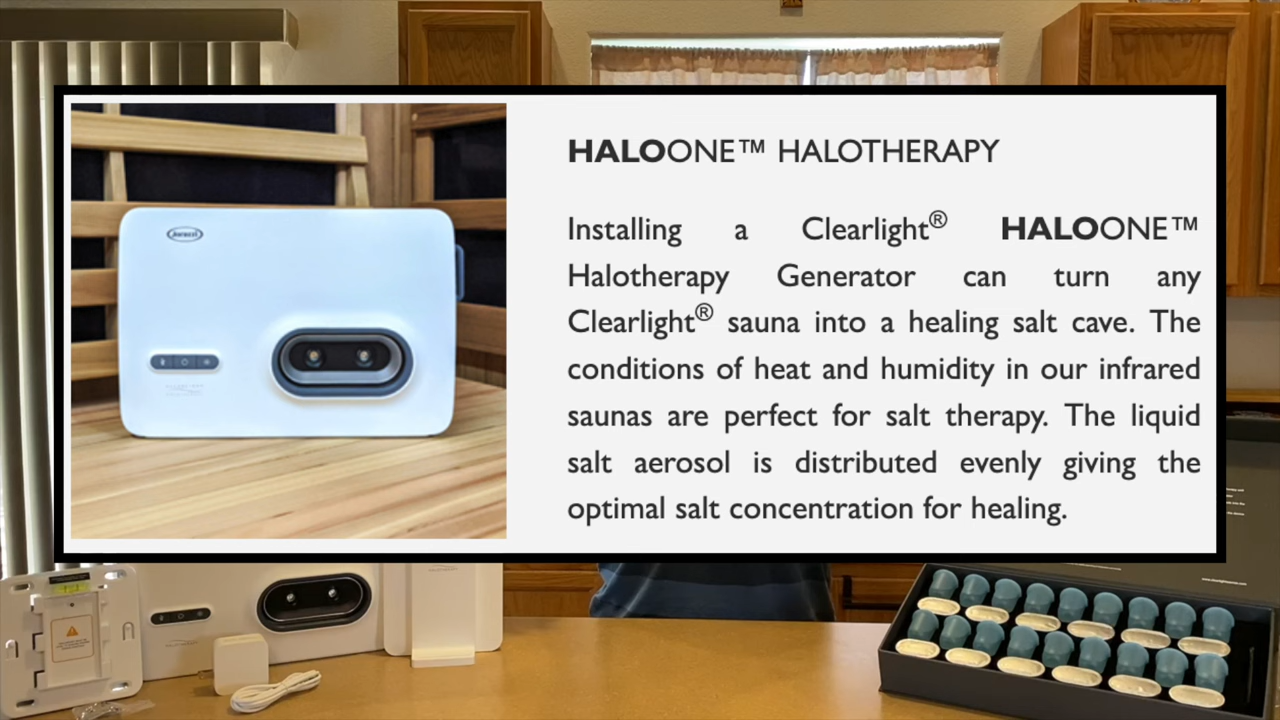 HALOONE™ HALOTHERAPY
Installing a Clearlight® HALOONE™
Halotherapy Generator can turn any
Clearlight® sauna into a healing salt cave. The
conditions of heat and humidity in our infrared
saunas are perfect for salt therapy. The liquid
salt aerosol is distributed evenly giving the
optimal salt concentration for healing.